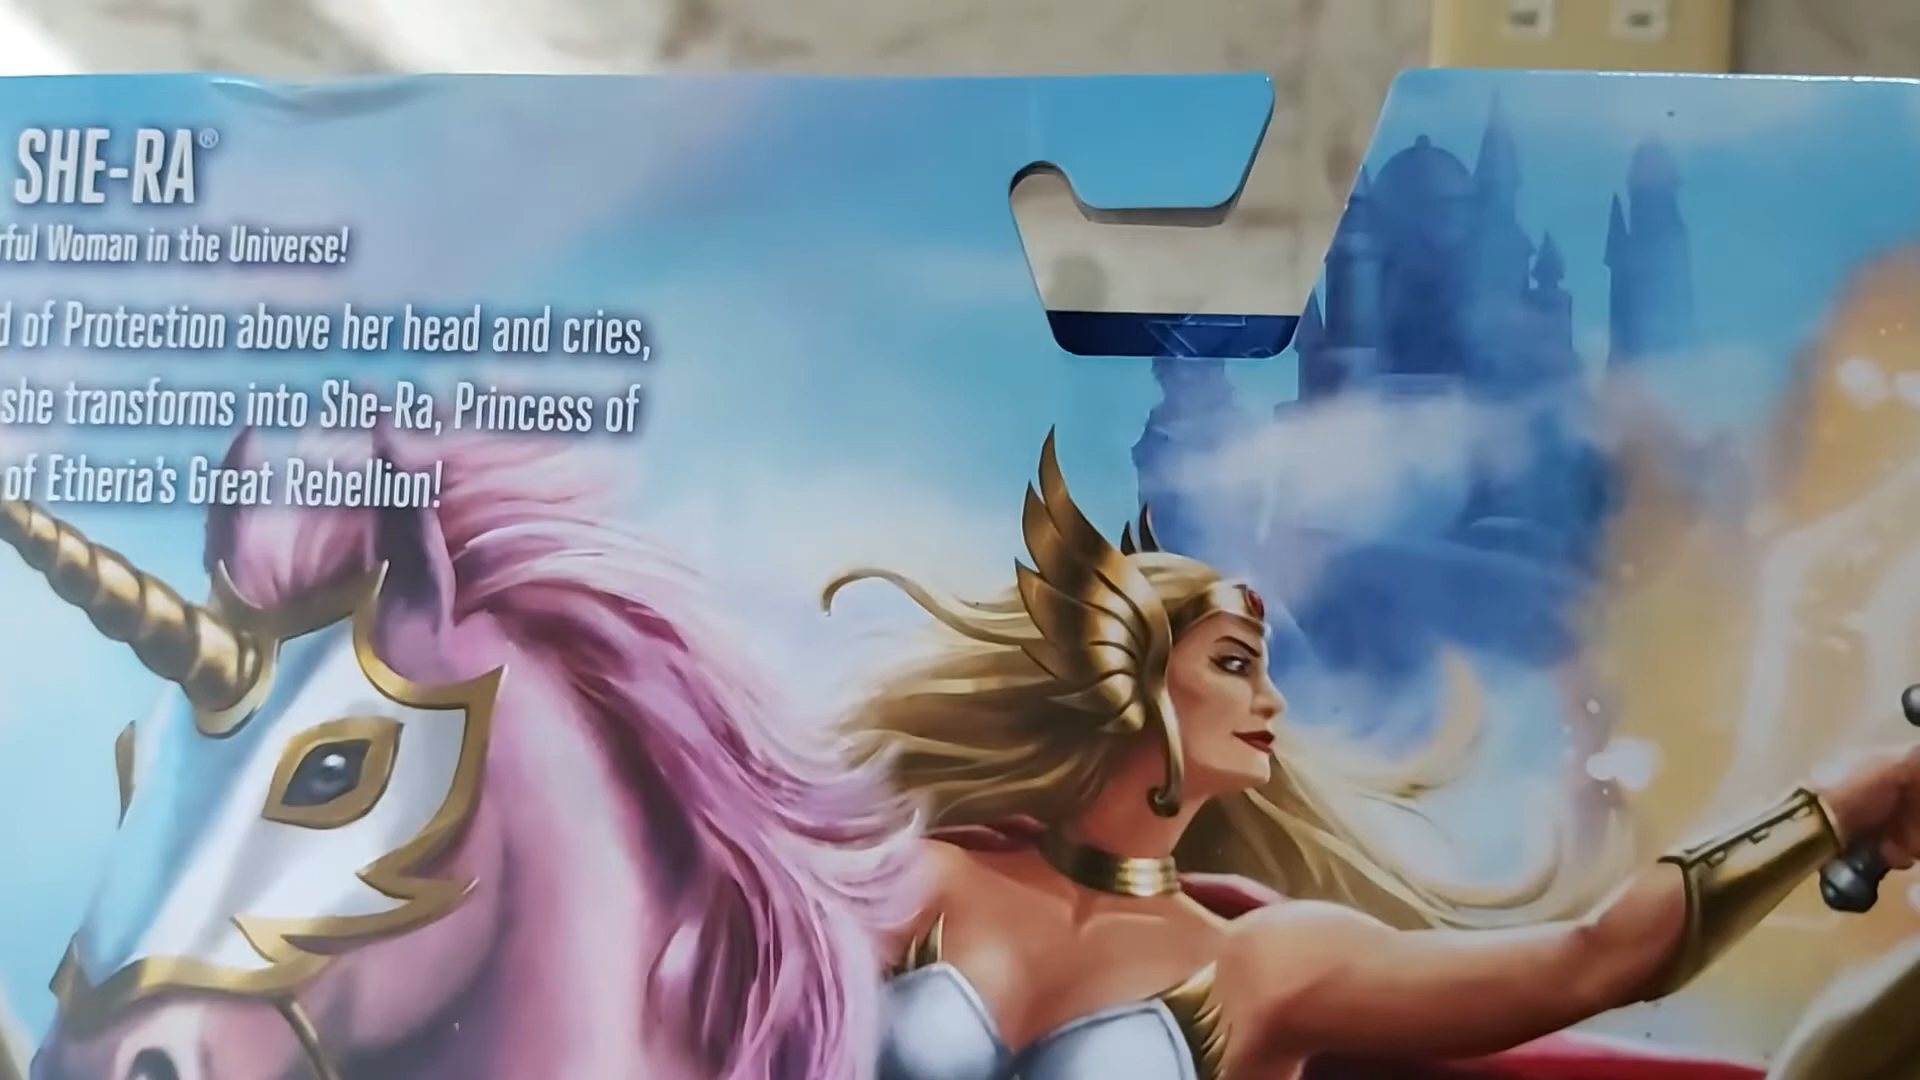 SHE-RA®
Woman in the Universe!
of Protection above her head and cries,
she transforms into She-Ra, Princess of
of Etheria's Great Rebellion!